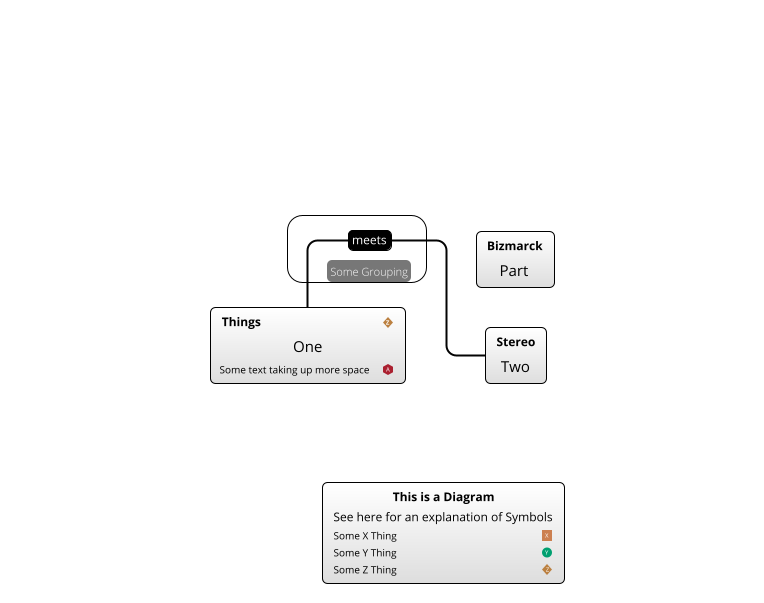 meets
Some Grouping
Bizmarck
Part
Things
Z
One
Some text taking up more space
A
Stereo
Two
This is a Diagram
See here for an explanation of Symbols
Some X Thing X
Some Y Thing Y
Some Z Thing Z